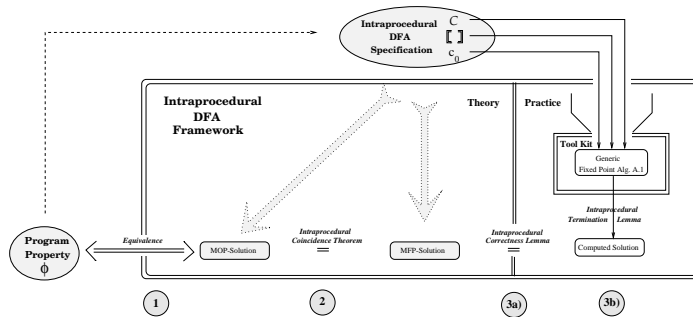 Intraprocedural
DFA
Specification
C
[[ ]]
c0
Intraprocedural
DFA
Framework
Theory
Practice
Tool Kit
Generic
Fixed Point Alg. A.1
Intraprocedural
Termination Lemma
Program
Property
ϕ
Equivalence
MOP-Solution
Intraprocedural
Coincidence Theorem
=
MFP-Solution
Intraprocedural
Correctness Lemma
=
Computed Solution
1
2
3a)
3b)